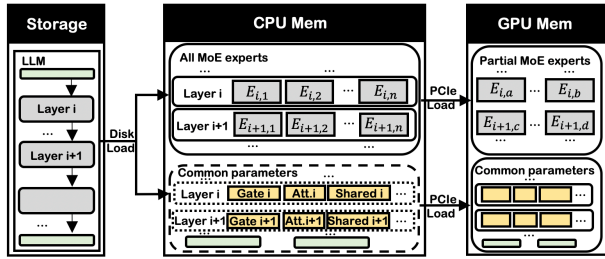 Storage
LLM
Layer i
...
Layer i+1
...
Disk
Load
CPU Mem
All MoE experts
...
Layer i E_{i,1} E_{i,2} ... E_{i,n}
Layer i+1 E_{i+1,1} E_{i+1,2} ... E_{i+1,n}
...
Common parameters
... ...
Layer i Gate i Att.i Shared i ...
Layer i+1 Gate i+1 Att.i+1 Shared i+1 ...
... ...
PCIe
Load
PCIe
Load
GPU Mem
Partial MoE experts
...
E_{i,a} ... E_{i,b}
E_{i+1,c} ... E_{i+1,d}
...
Common parameters
...
...
...
...